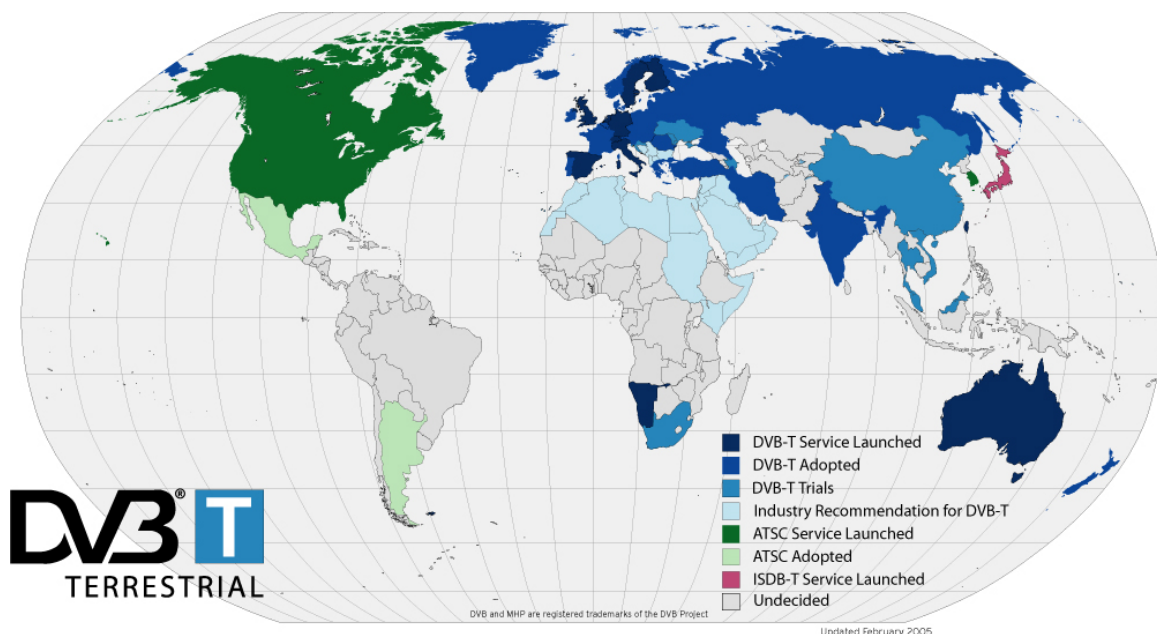 DVB-T Service Launched
DVB-T Adopted
DVB-T Trials
Industry Recommendation for DVB-T
ATSC Service Launched
ATSC Adopted
ISDB-T Service Launched
Undecided
DVB® T
TERRESTRIAL
DVB and MHP are registered trademarks of the DVB Project
Updated February 2005